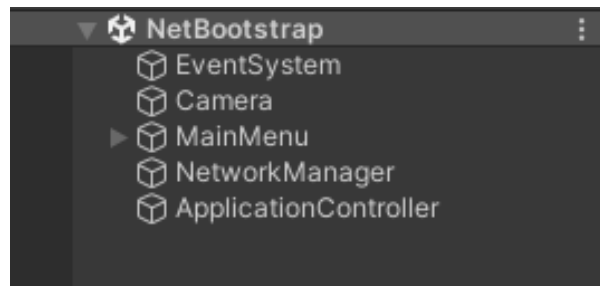 NetBootstrap
EventSystem
Camera
MainMenu
NetworkManager
ApplicationController